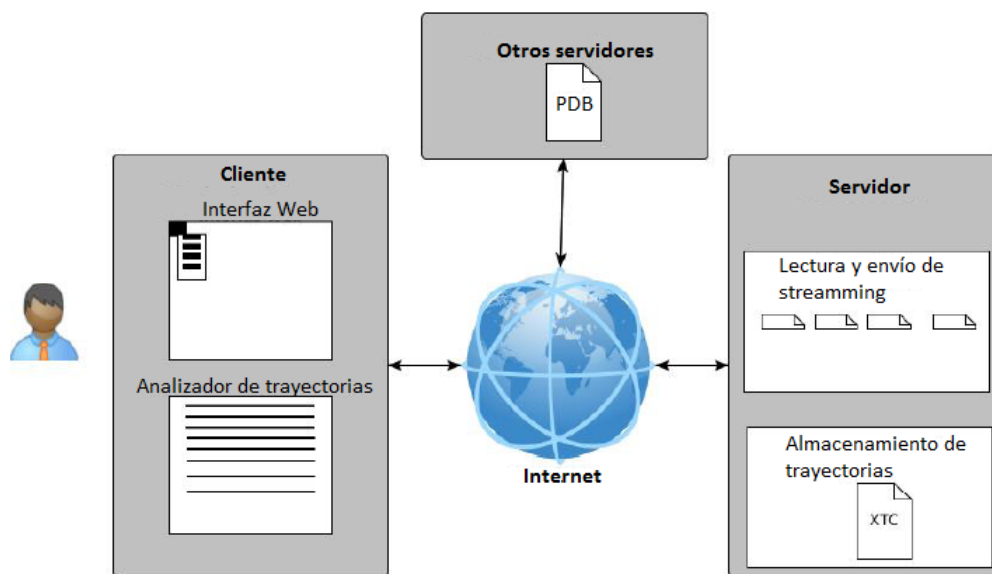 Otros servidores
PDB
Cliente
Interfaz Web
Analizador de trayectorias
Internet
Servidor
Lectura y envío de
streamming
Almacenamiento de
trayectorias
XTC